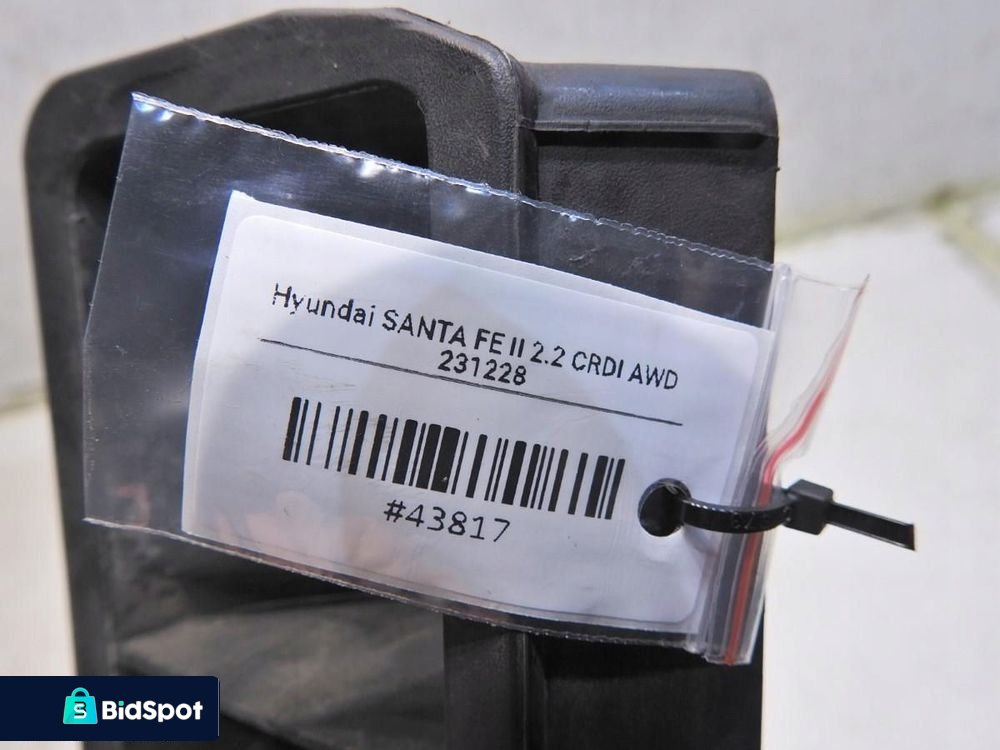 Hyundai SANTA FE II 2.2 CRDI AWD
231228
#43817
BidSpot